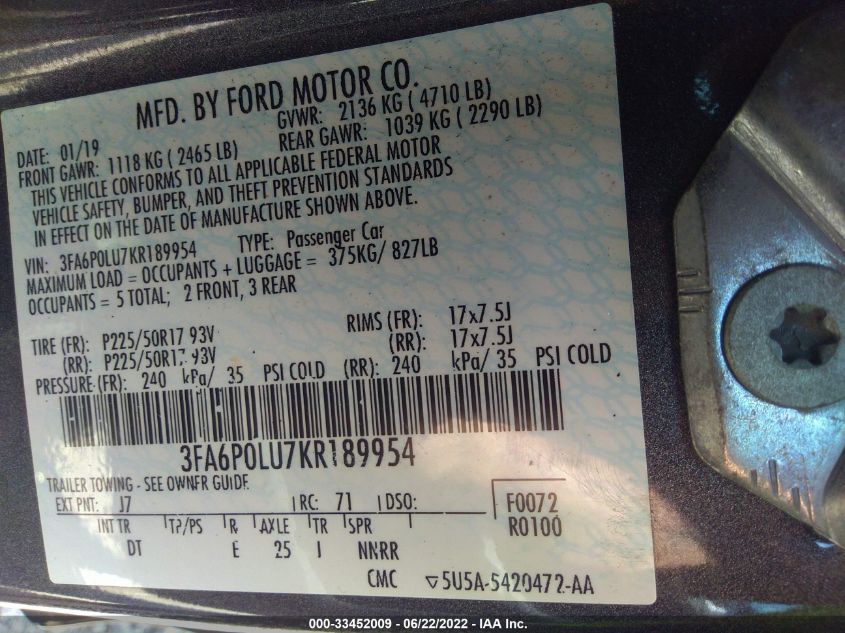 MFD. BY FORD MOTOR CO.
DATE: 01/19 GVWR: 2136 KG ( 4710 LB)
FRONT GAWR: 1118 KG ( 2465 LB) REAR GAWR: 1039 KG ( 2290 LB)
THIS VEHICLE CONFORMS TO ALL APPLICABLE FEDERAL MOTOR
VEHICLE SAFETY, BUMPER, AND THEFT PREVENTION STANDARDS
IN EFFECT ON THE DATE OF MANUFACTURE SHOWN ABOVE.
VIN: 3FA6P0LU7KR189954 TYPE: Passenger Car
MAXIMUM LOAD = OCCUPANTS + LUGGAGE = 375KG/ 827LB
OCCUPANTS = 5 TOTAL; 2 FRONT, 3 REAR
TIRE (FR): P225/50R17 93V RIMS (FR): 17x7.5J
(RR): P225/50R17 93V (RR): 17x7.5J
PRESSURE (FR): 240 kPa/ 35 PSI COLD (RR): 240 kPa/ 35 PSI COLD
3FA6P0LU7KR189954
TRAILER TOWING - SEE OWNER GUIDE.
EXT PNT: J7 RC: 71 DSO: F0072
R0100
INT TR TP/PS R AXLE TR SPR
DT E 25 I NNRR
CMC ▽5U5A-5420472-AA
000-33452009 - 06/22/2022 - IAA Inc.